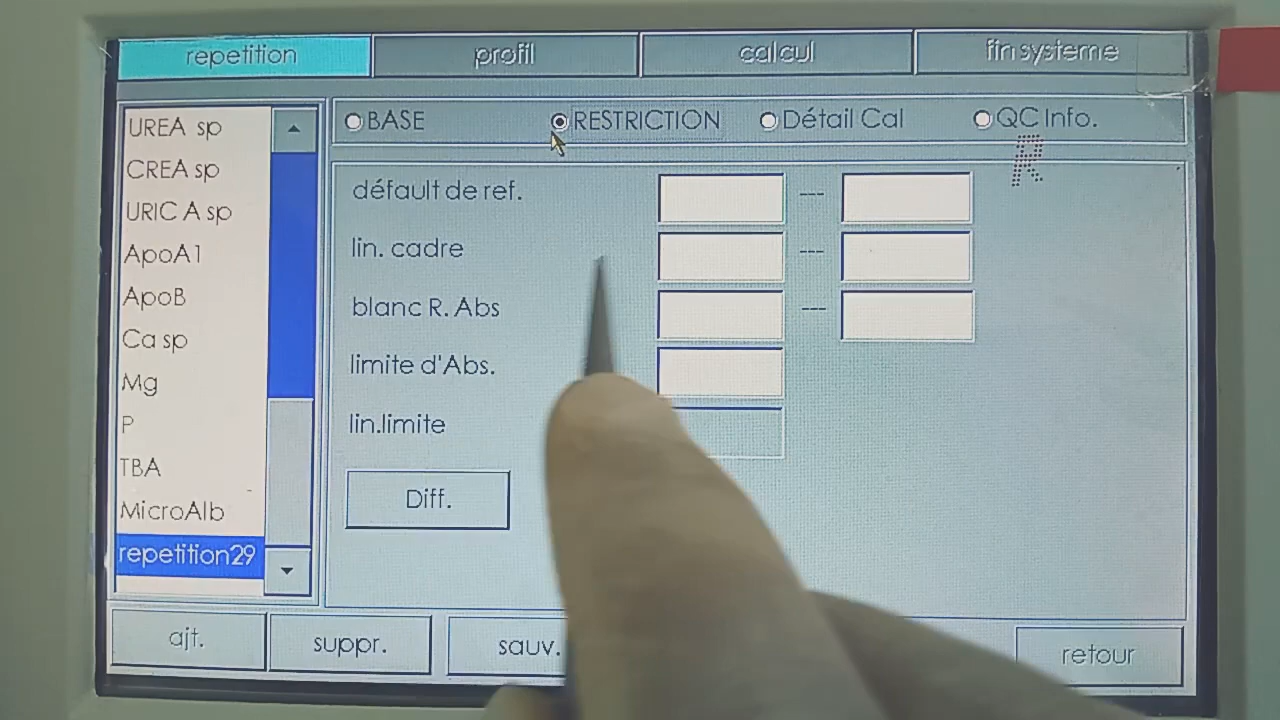 repetition profil calcul fin systeme
BASE RESTRICTION Détail Cal QC Info.
R
UREA sp
CREA sp
URIC A sp
ApoA1
ApoB
Ca sp
Mg
P
TBA
MicroAlb
repetition29
défault de ref. ---
lin. cadre ---
blanc R. Abs ---
limite d'Abs.
lin.limite
Diff.
ajt. suppr. sauv. retour